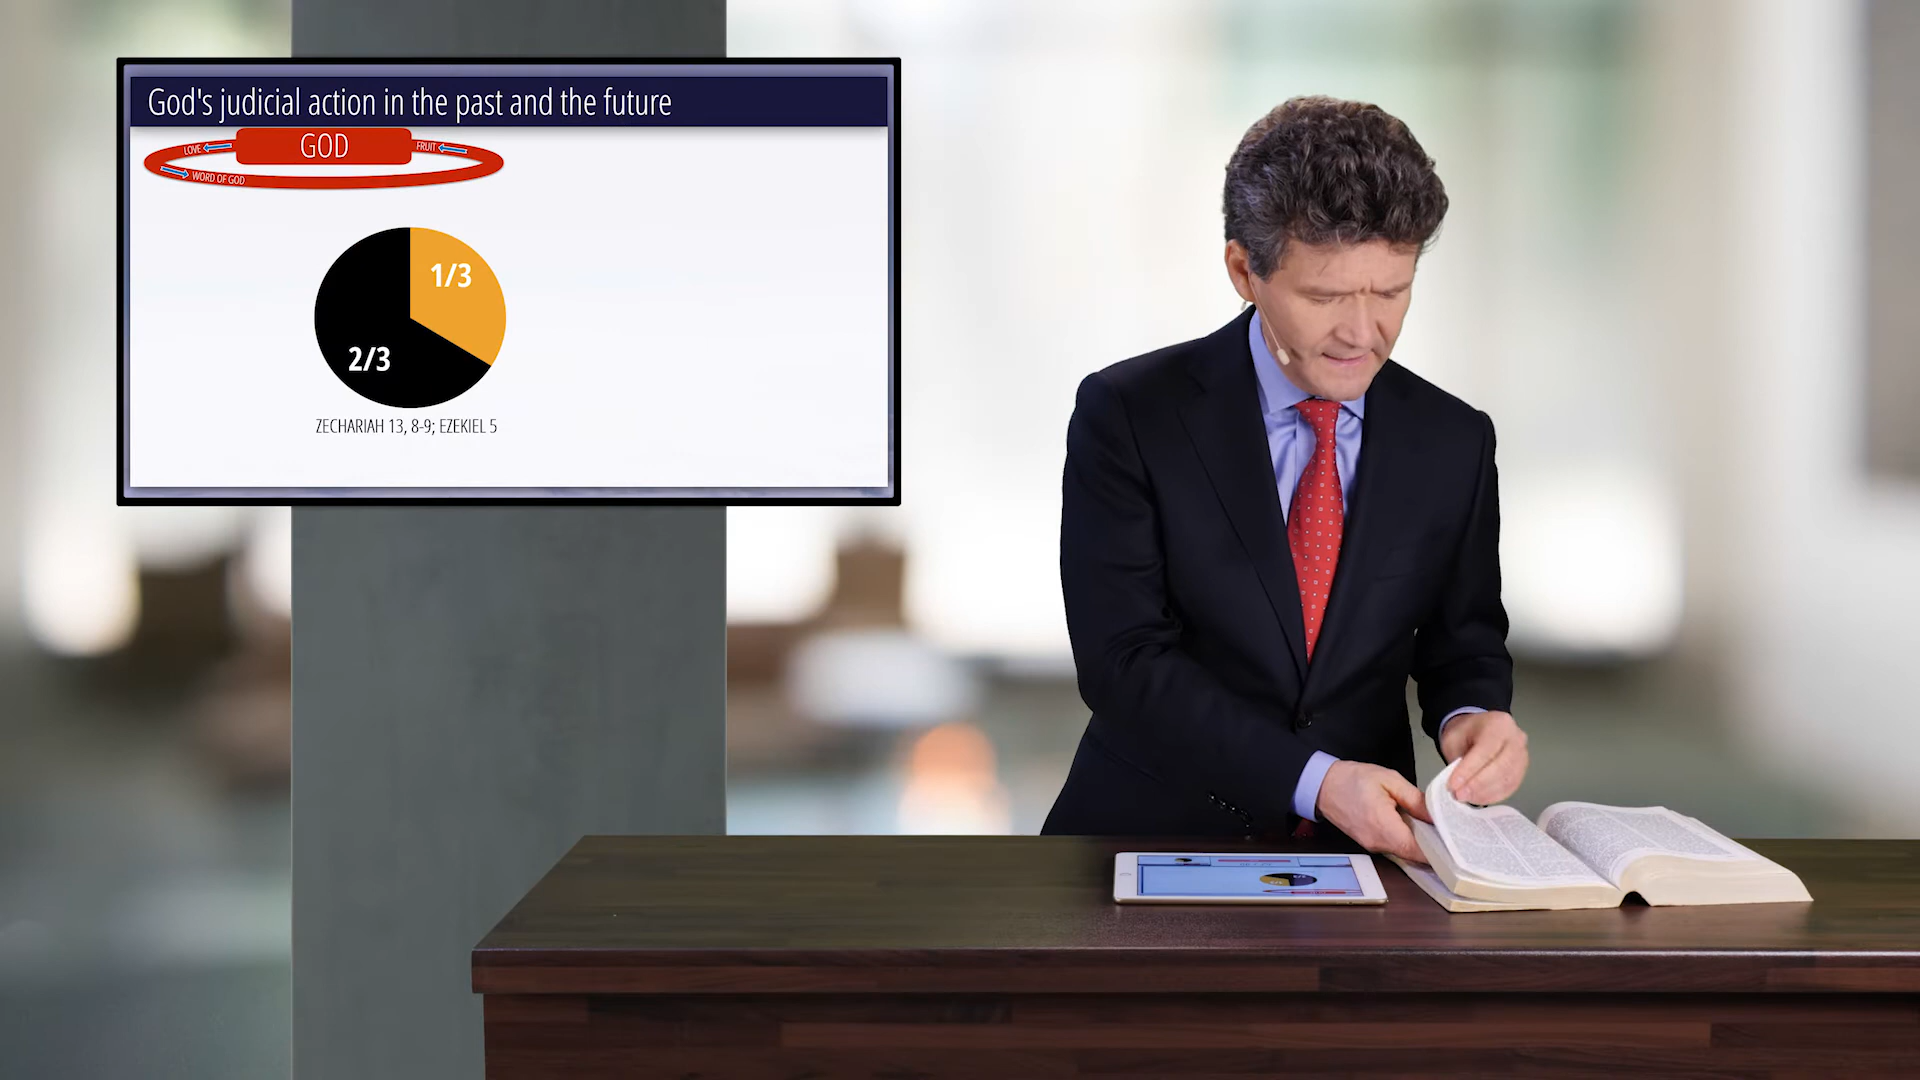 God's judicial action in the past and the future
GOD
LOVE
FRUIT
WORD OF GOD
1/3
2/3
ZECHARIAH 13, 8-9; EZEKIEL 5